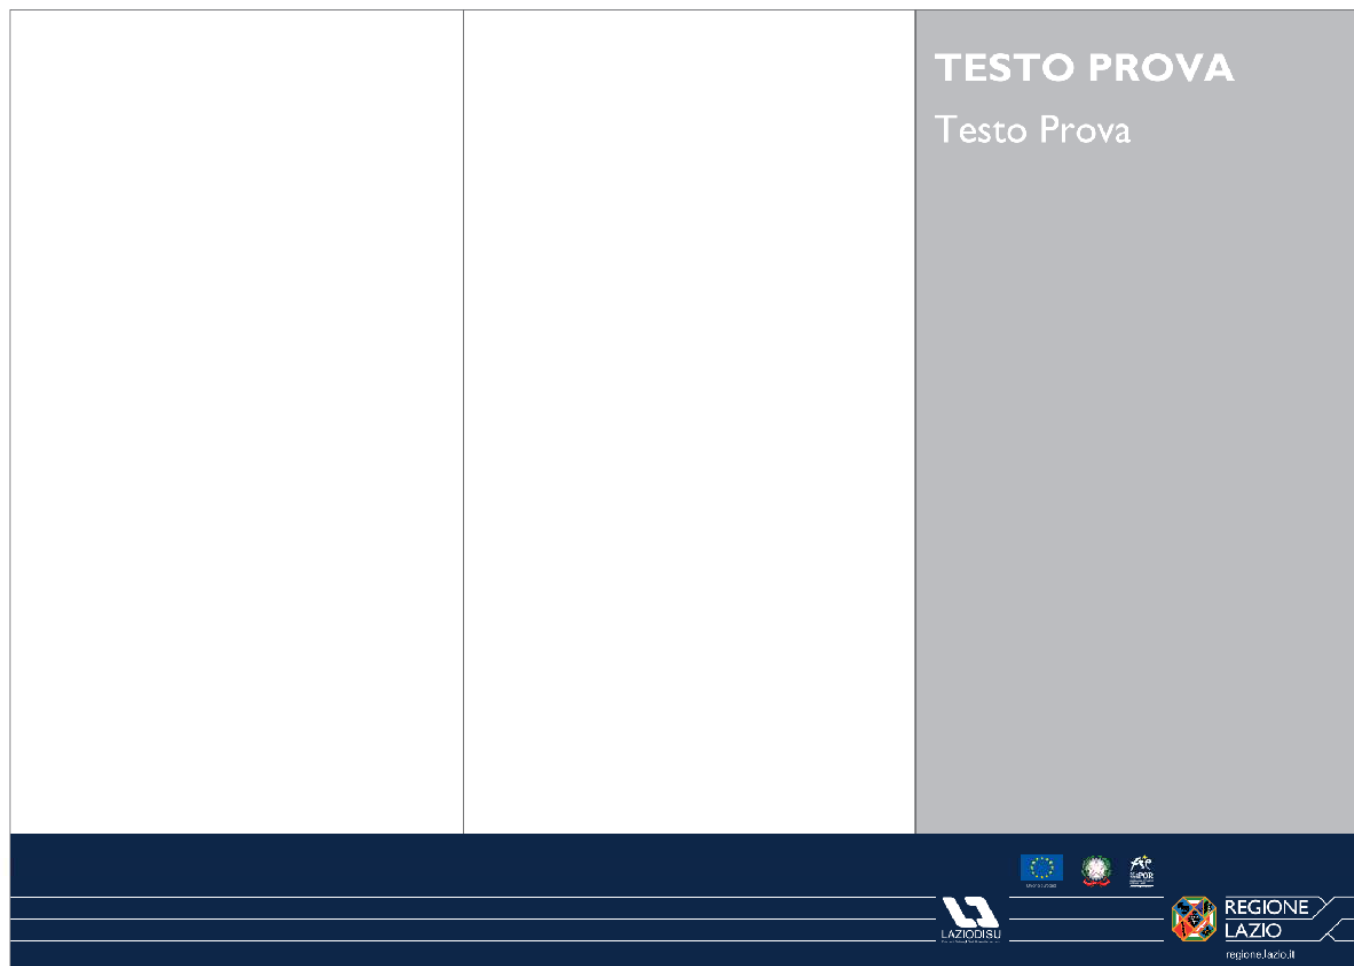 TESTO PROVA
Testo Prova
LAZIODISU
REGIONE
LAZIO
regione.lazio.it